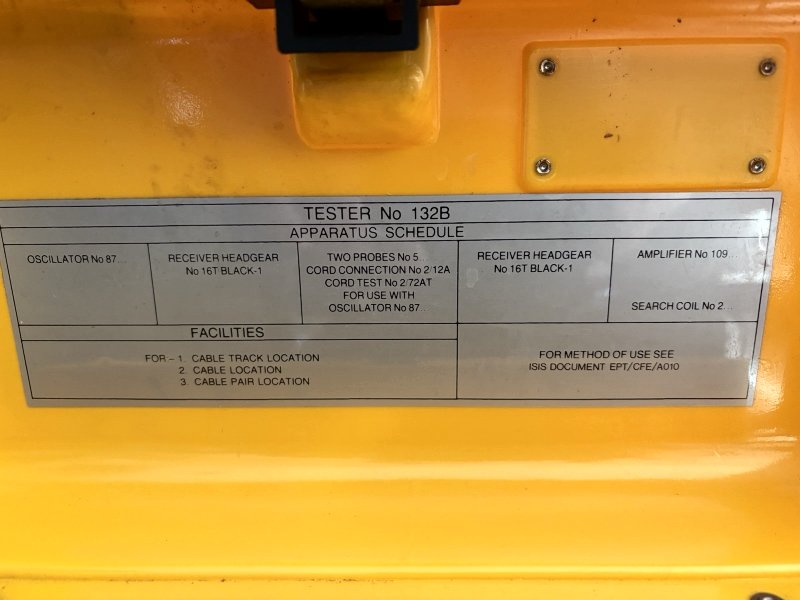 TESTER No 132B
APPARATUS SCHEDULE
OSCILLATOR No 87...
RECEIVER HEADGEAR
No 16T BLACK-1
TWO PROBES No 5
CORD CONNECTION No 2/12A
CORD TEST No 2/72AT
FOR USE WITH
OSCILLATOR No 87...
RECEIVER HEADGEAR
No 16T BLACK-1
AMPLIFIER No 109...
SEARCH COIL No 2...
FACILITIES
FOR – 1. CABLE TRACK LOCATION
2. CABLE LOCATION
3. CABLE PAIR LOCATION
FOR METHOD OF USE SEE
ISIS DOCUMENT EPT/CFE/A010